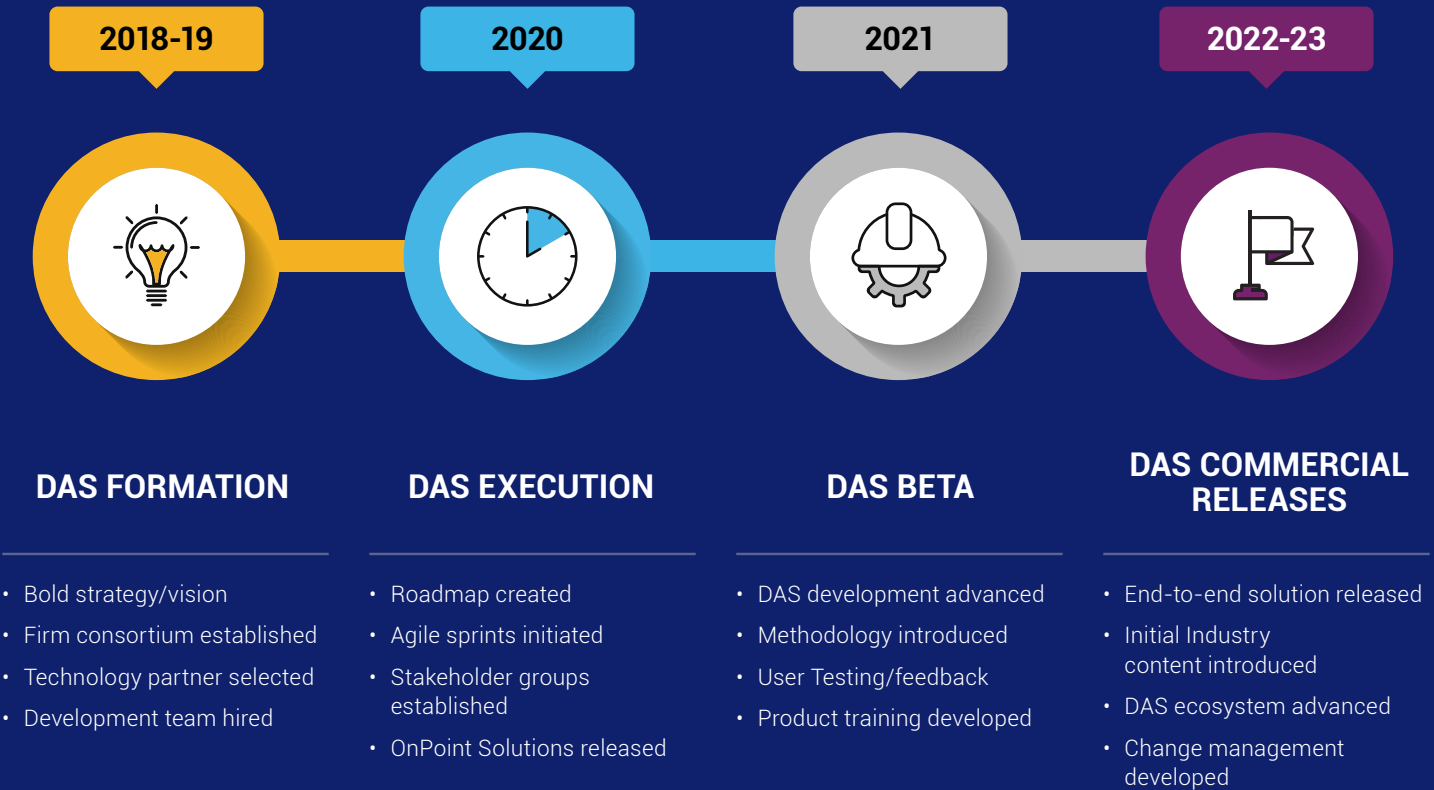 2018-19
2020
2021
2022-23
DAS FORMATION
DAS EXECUTION
DAS BETA
DAS COMMERCIAL
RELEASES
• Bold strategy/vision
• Firm consortium established
• Technology partner selected
• Development team hired
• Roadmap created
• Agile sprints initiated
• Stakeholder groups
established
• OnPoint Solutions released
• DAS development advanced
• Methodology introduced
• User Testing/feedback
• Product training developed
• End-to-end solution released
• Initial Industry
content introduced
• DAS ecosystem advanced
• Change management
developed